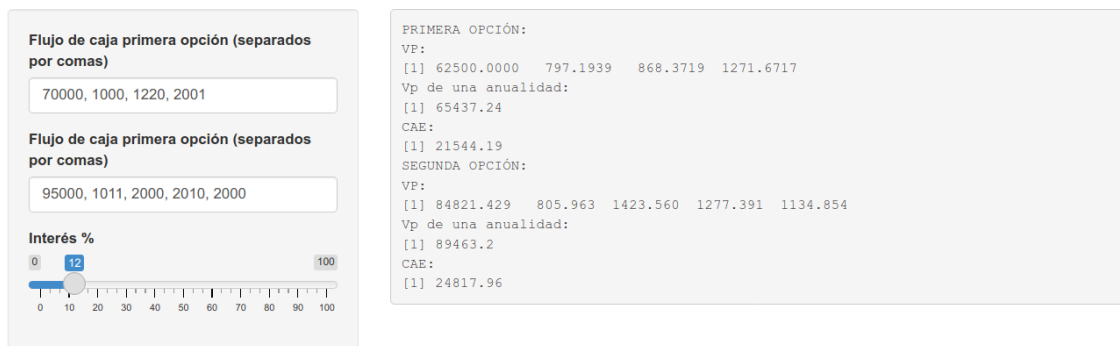 Flujo de caja primera opción (separados
por comas)
70000, 1000, 1220, 2001
Flujo de caja primera opción (separados
por comas)
95000, 1011, 2000, 2010, 2000
Interés %
0 12 100
0 10 20 30 40 50 60 70 80 90 100
PRIMERA OPCIÓN:
VP:
[1] 62500.0000   797.1939   868.3719  1271.6717
Vp de una anualidad:
[1] 65437.24
CAE:
[1] 21544.19
SEGUNDA OPCIÓN:
VP:
[1] 84821.429   805.963  1423.560  1277.391  1134.854
Vp de una anualidad:
[1] 89463.2
CAE:
[1] 24817.96